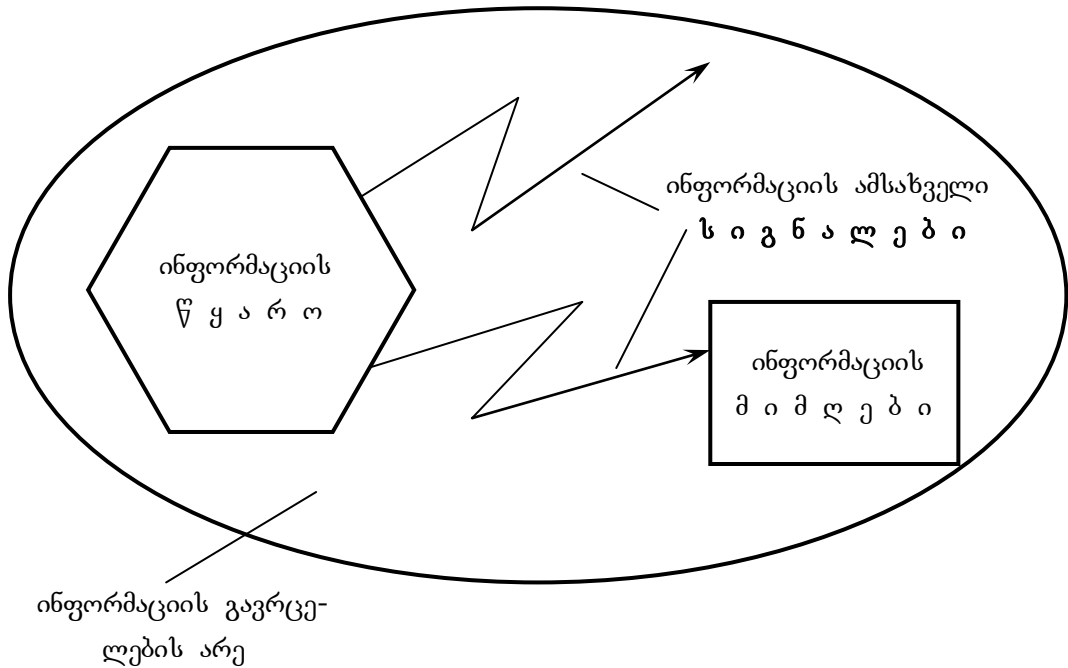 ინფორმაციის ამსახველი
ს ი გ ნ ა ლ ე ბ ი
ინფორმაციის
წ ყ ა რ ო
ინფორმაციის
მ ი მ ღ ე ბ ი
ინფორმაციის გავრცე-
ლების არე